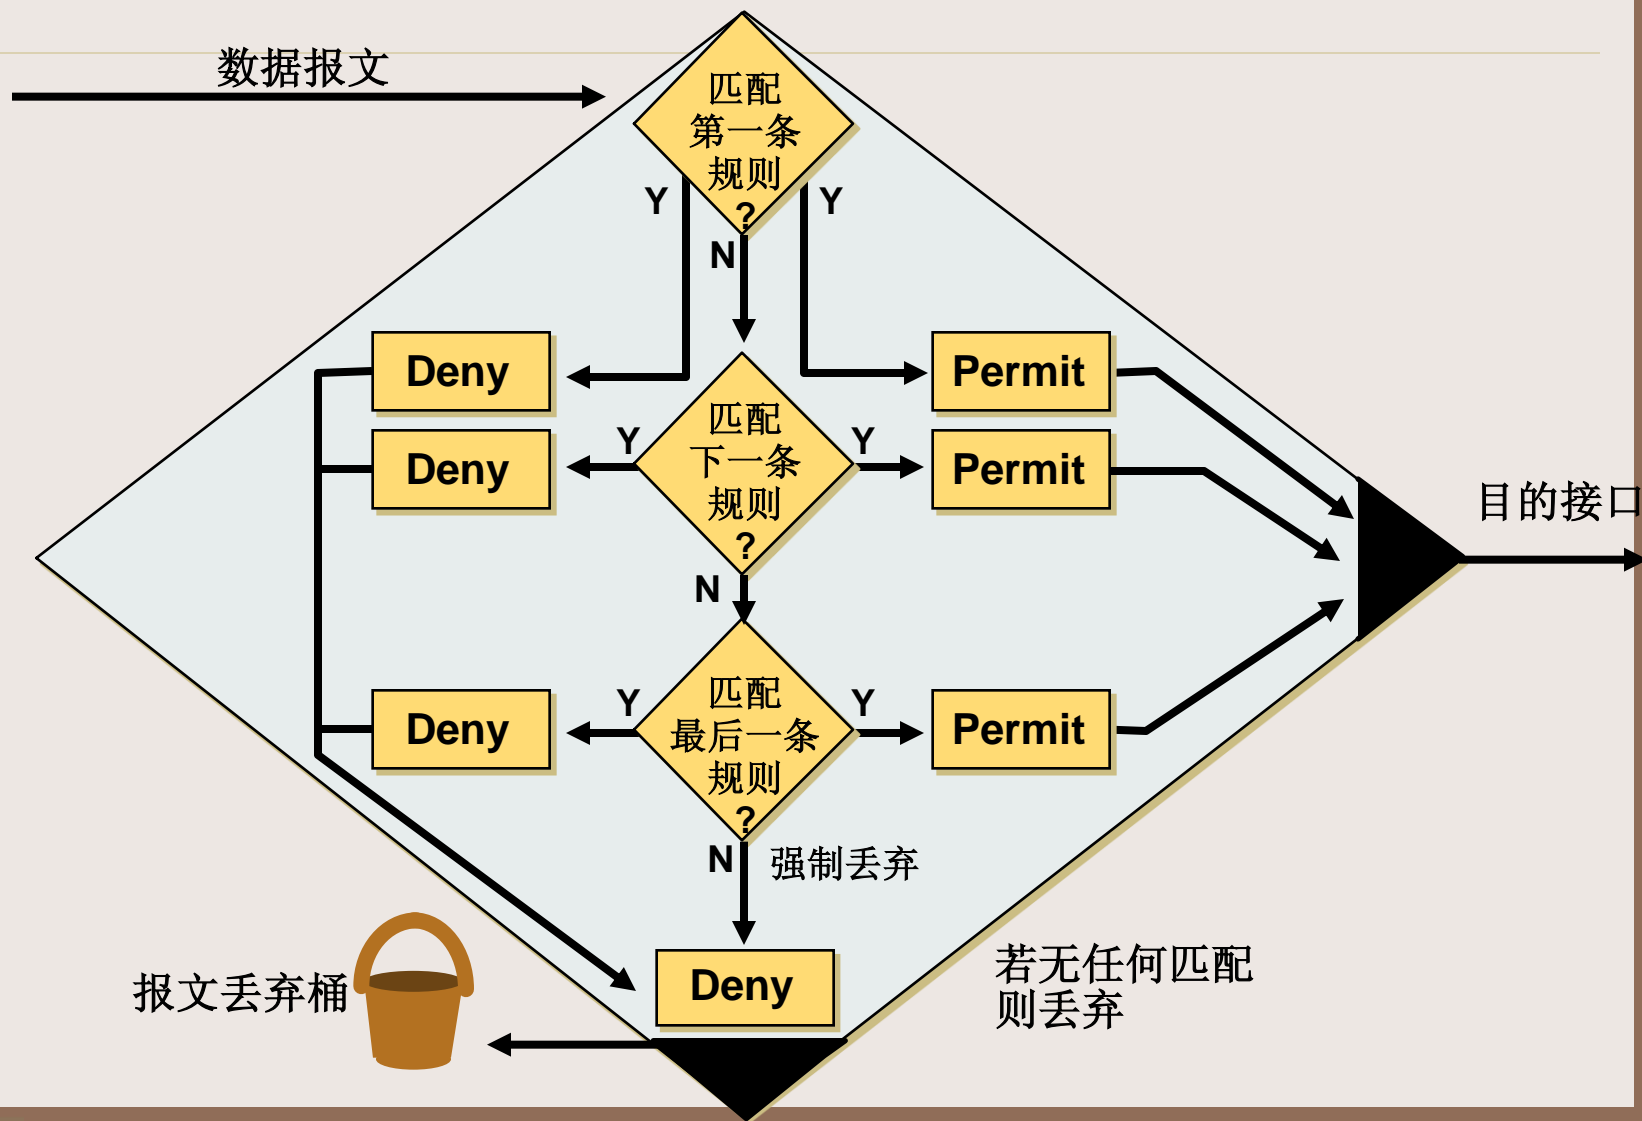 数据报文
匹配
第一条
规则
?
Y
Y
N
Deny
Permit
匹配
下一条
规则
?
Y
Y
Deny
Permit
目的接口
N
匹配
最后一条
规则
?
Y
Y
Deny
Permit
N
强制丢弃
Deny
若无任何匹配
则丢弃
报文丢弃桶